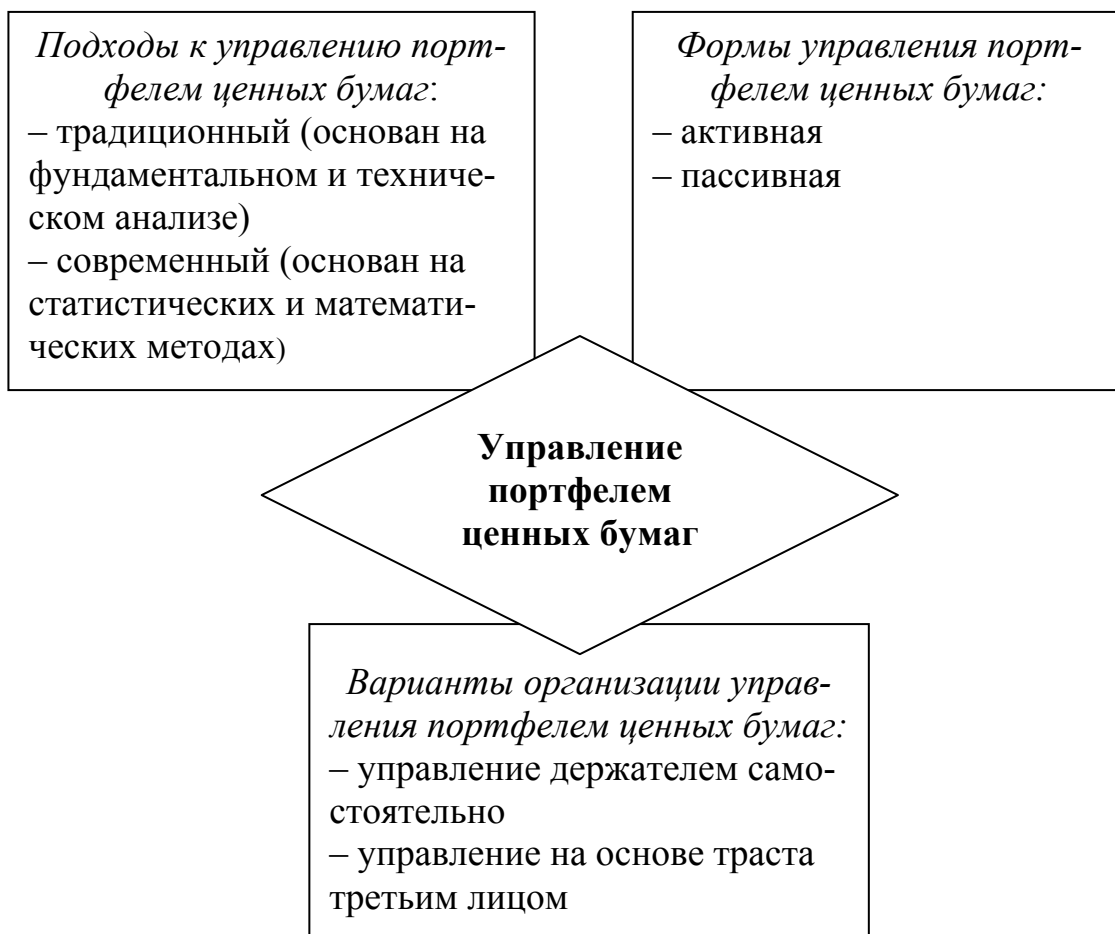 Подходы к управлению порт-
фелем ценных бумаг:
– традиционный (основан на
фундаментальном и техниче-
ском анализе)
– современный (основан на
статистических и математи-
ческих методах)
Формы управления порт-
фелем ценных бумаг:
– активная
– пассивная
Управление
портфелем
ценных бумаг
Варианты организации управ-
ления портфелем ценных бумаг:
– управление держателем само-
стоятельно
– управление на основе траста
третьим лицом